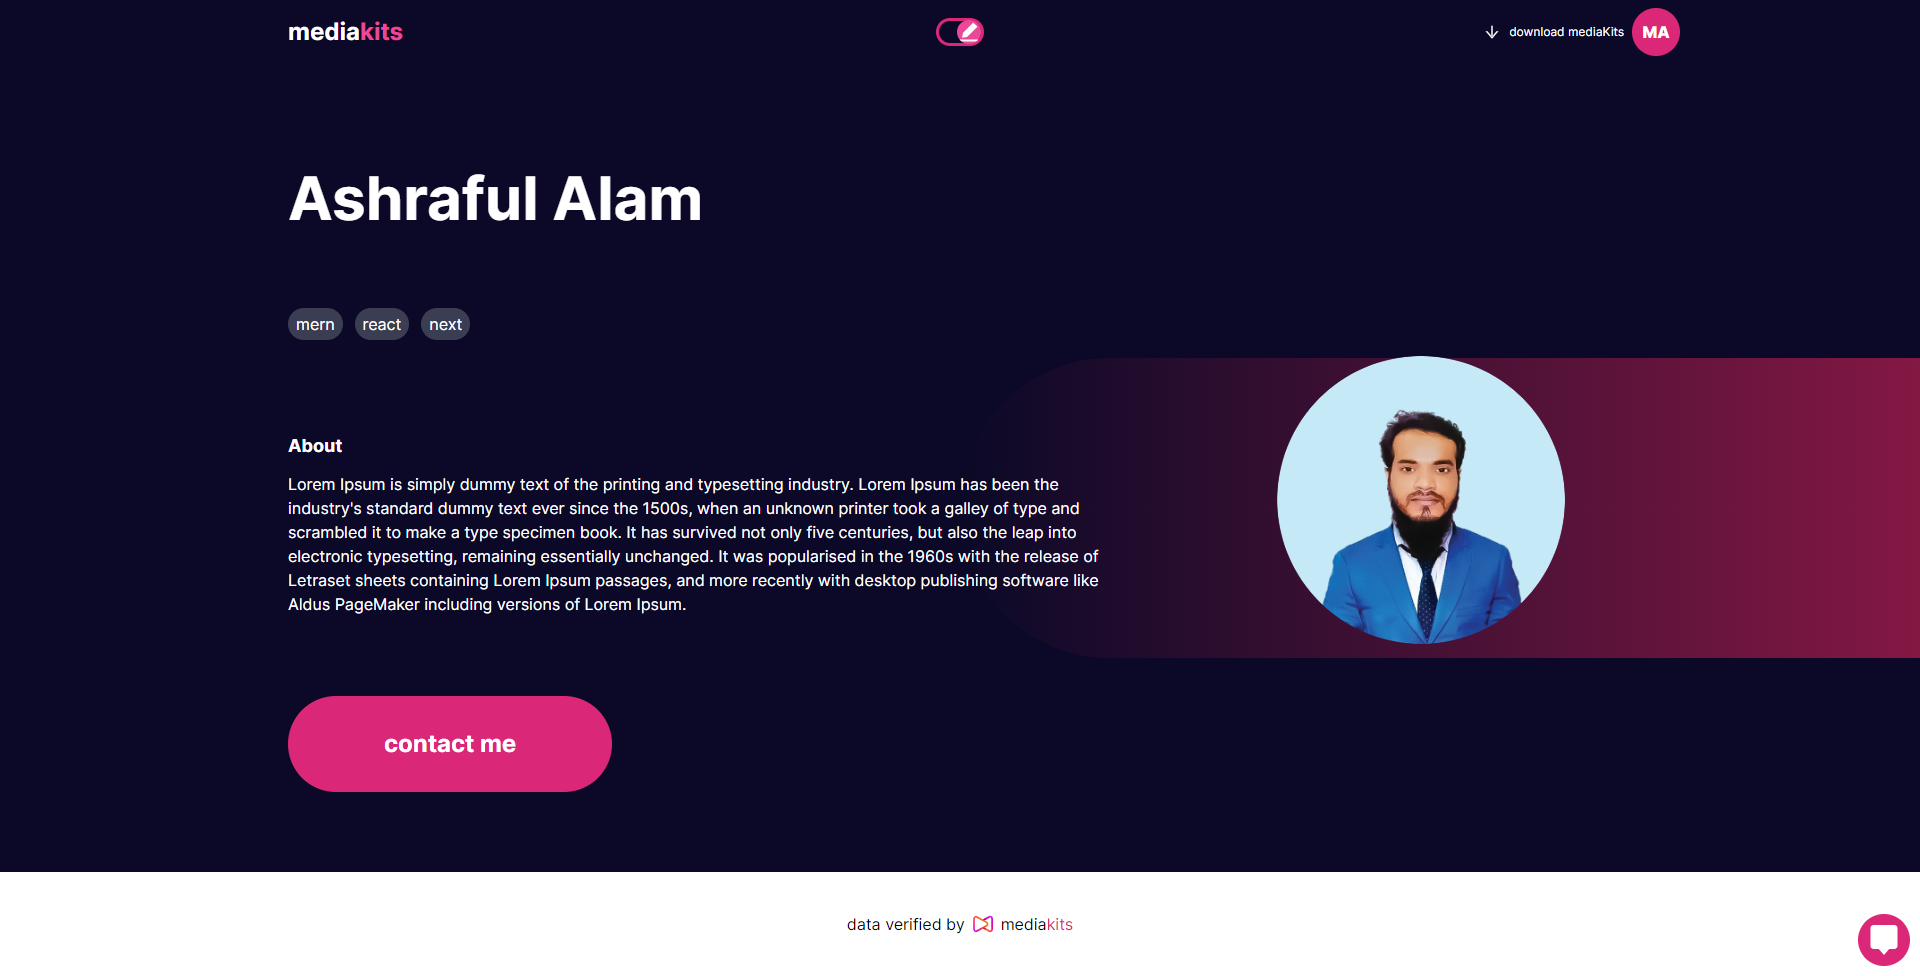 mediakits
download mediaKits
MA
Ashraful Alam
mern react next
About
Lorem Ipsum is simply dummy text of the printing and typesetting industry. Lorem Ipsum has been the
industry's standard dummy text ever since the 1500s, when an unknown printer took a galley of type and
scrambled it to make a type specimen book. It has survived not only five centuries, but also the leap into
electronic typesetting, remaining essentially unchanged. It was popularised in the 1960s with the release of
Letraset sheets containing Lorem Ipsum passages, and more recently with desktop publishing software like
Aldus PageMaker including versions of Lorem Ipsum.
contact me
data verified by mediakits